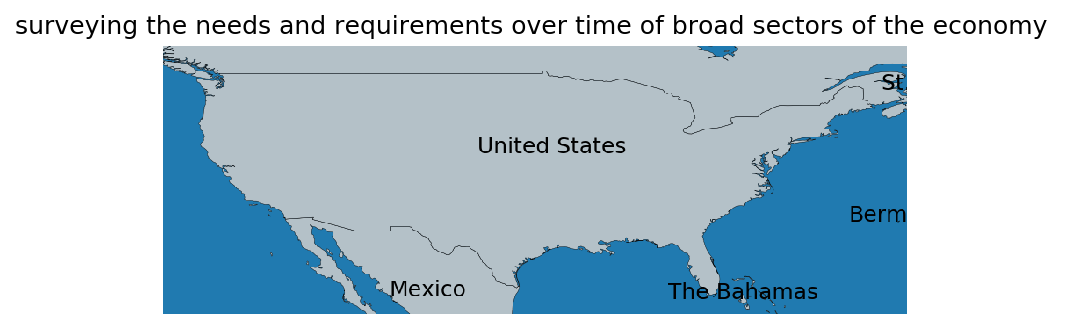 surveying the needs and requirements over time of broad sectors of the economy
St.
United States
Berm
Mexico
The Bahamas